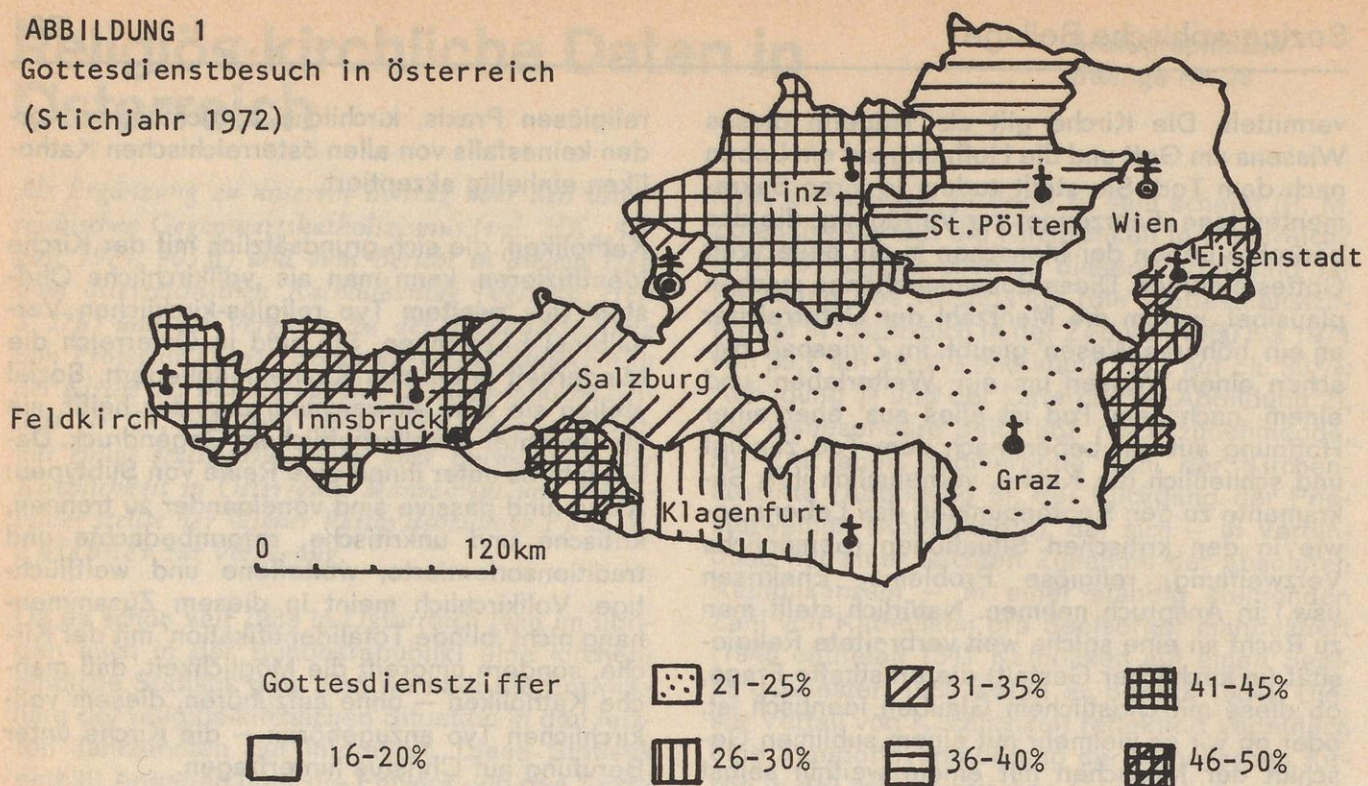 ABBILDUNG 1
Gottesdienstbesuch in Österreich
(Stichjahr 1972)
Linz
St.Pölten
Wien
Eisenstadt
Salzburg
Feldkirch
Innsbruck
Graz
Klagenfurt
0 120km
Gottesdienstziffer
21-25%
31-35%
41-45%
16-20%
26-30%
36-40%
46-50%